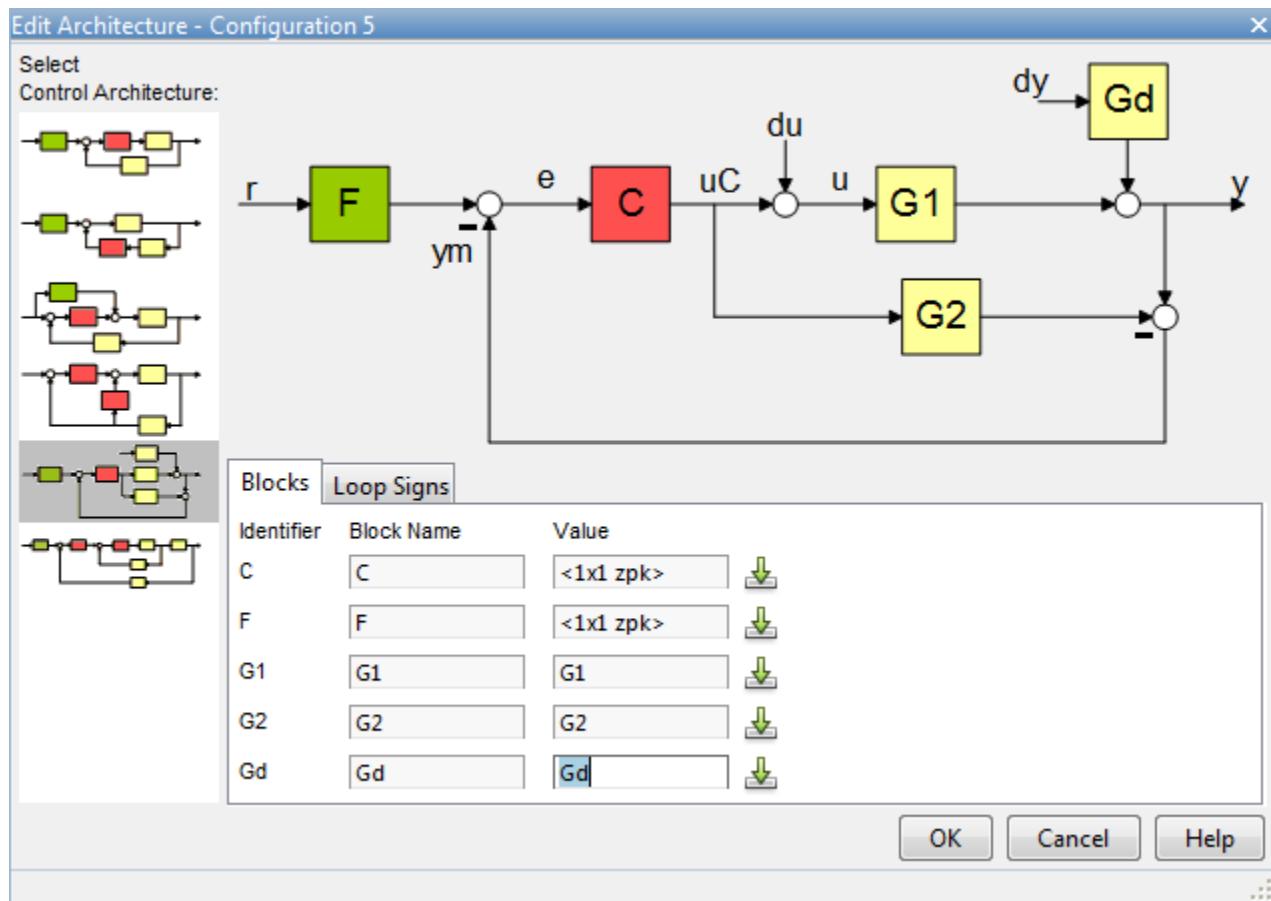 Edit Architecture - Configuration 5
Select
Control Architecture:
dy
Gd
du
r
F
e
C
uC
u
G1
y
ym
G2
Blocks
Loop Signs
Identifier Block Name Value
C C <1x1 zpk>
F F <1x1 zpk>
G1 G1 G1
G2 G2 G2
Gd Gd Gd
OK Cancel Help